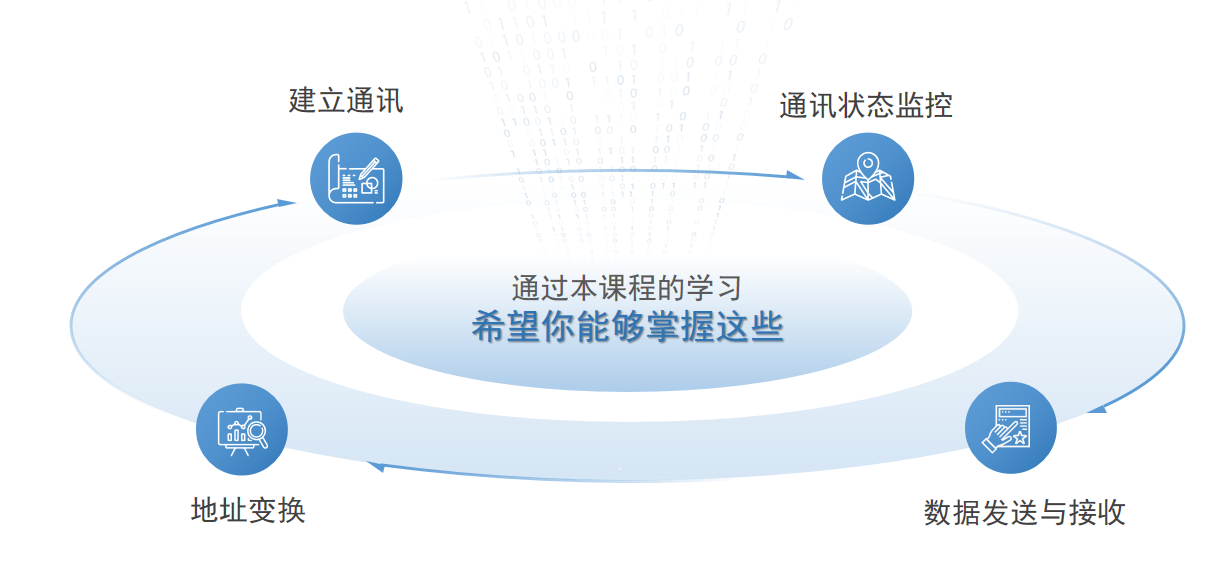 建立通讯
通讯状态监控
通过本课程的学习
希望你能够掌握这些
地址变换
数据发送与接收